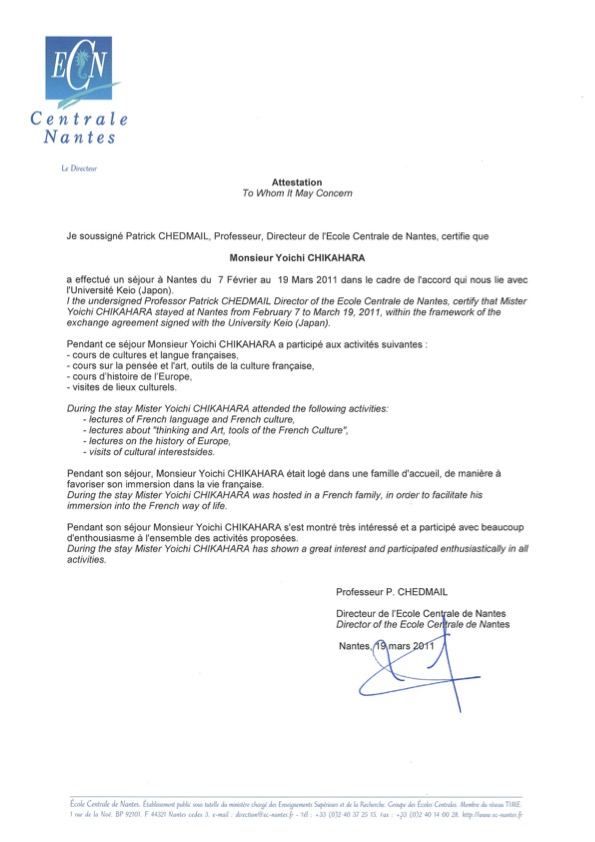 ECN
Centrale
Nantes
Le Directeur
Attestation
To Whom It May Concern
Je soussigné Patrick CHEDMAIL, Professeur, Directeur de l'Ecole Centrale de Nantes, certifie que
Monsieur Yoichi CHIKAHARA
a effectué un séjour à Nantes du 7 Février au 19 Mars 2011 dans le cadre de l'accord qui nous lie avec
l'Université Keio (Japon).
I the undersigned Professor Patrick CHEDMAIL Director of the Ecole Centrale de Nantes, certify that Mister
Yoichi CHIKAHARA stayed at Nantes from February 7 to March 19, 2011, within the framework of the
exchange agreement signed with the University Keio (Japan).
Pendant ce séjour Monsieur Yoichi CHIKAHARA a participé aux activités suivantes :
- cours de cultures et langue françaises,
- cours sur la pensée et l'art, outils de la culture française,
- cours d'histoire de l'Europe,
- visites de lieux culturels.
During the stay Mister Yoichi CHIKAHARA attended the following activities:
- lectures of French language and French culture,
- lectures about "thinking and Art, tools of the French Culture",
- lectures on the history of Europe,
- visits of cultural interestsides.
Pendant son séjour, Monsieur Yoichi CHIKAHARA était logé dans une famille d'accueil, de manière à
favoriser son immersion dans la vie française.
During the stay Mister Yoichi CHIKAHARA was hosted in a French family, in order to facilitate his
immersion into the French way of life.
Pendant son séjour Monsieur Yoichi CHIKAHARA s'est montré très intéressé et a participé avec beaucoup
d'enthousiasme à l'ensemble des activités proposées.
During the stay Mister Yoichi CHIKAHARA has shown a great interest and participated enthusiastically in all
activities.
Professeur P. CHEDMAIL
Directeur de l'Ecole Centrale de Nantes
Director of the Ecole Centrale de Nantes
Nantes, 19 mars 2011
École Centrale de Nantes. Établissement public sous tutelle du ministère chargé des Enseignements Supérieurs et de la Recherche. Groupe des Écoles Centrales. Membre du réseau TIME.
1 rue de la Noë. BP 92101. F 44321 Nantes cedex 3. e-mail : direction@ec-nantes.fr - Tél : +33 (0)2 40 37 25 15. Fax : +33 (0)2 40 14 00 28. http://www.ec-nantes.fr